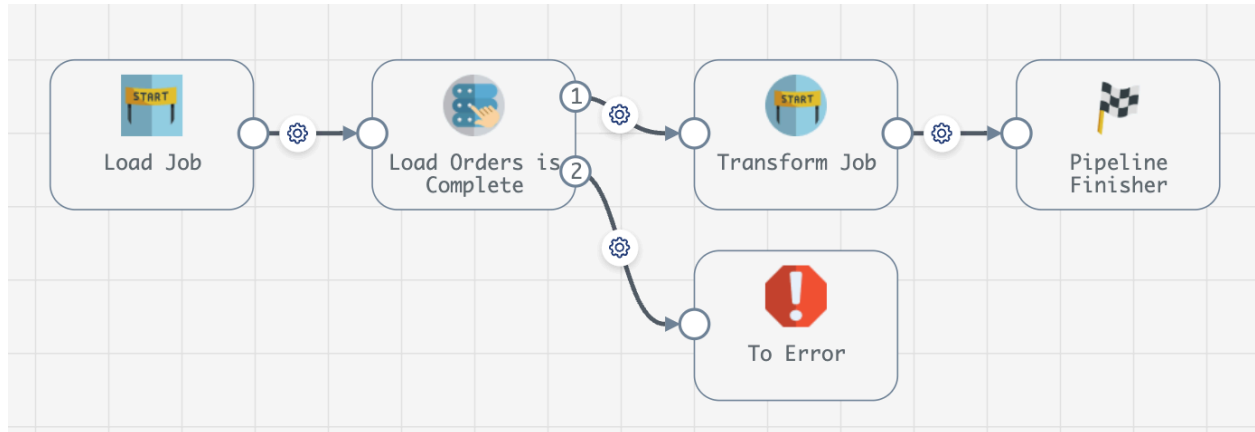 START
Load Job
Load Orders is
Complete
1
2
START
Transform Job
Pipeline
Finisher
To Error